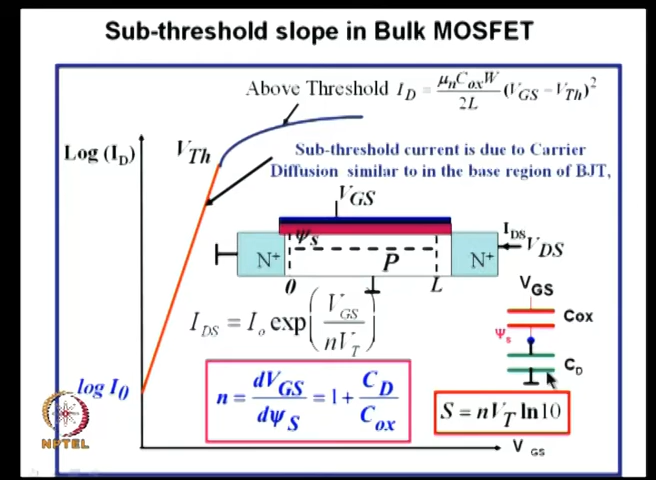 Sub-threshold slope in Bulk MOSFET
Above Threshold I_D = μ_n C_ox W / 2L (V_GS − V_Th)²
Log (I_D)
V_Th
Sub-threshold current is due to Carrier
Diffusion similar to in the base region of BJT,
V_GS
I_DS
V_DS
Ψ_S
N⁺
P
N⁺
0
L
V_GS
Cox
Ψ_s
C_D
I_DS = I_o exp(V_GS / nV_T)
n = dV_GS / dψ_S = 1 + C_D / C_ox
S = nV_T ln10
log I_0
NPTEL
V_GS